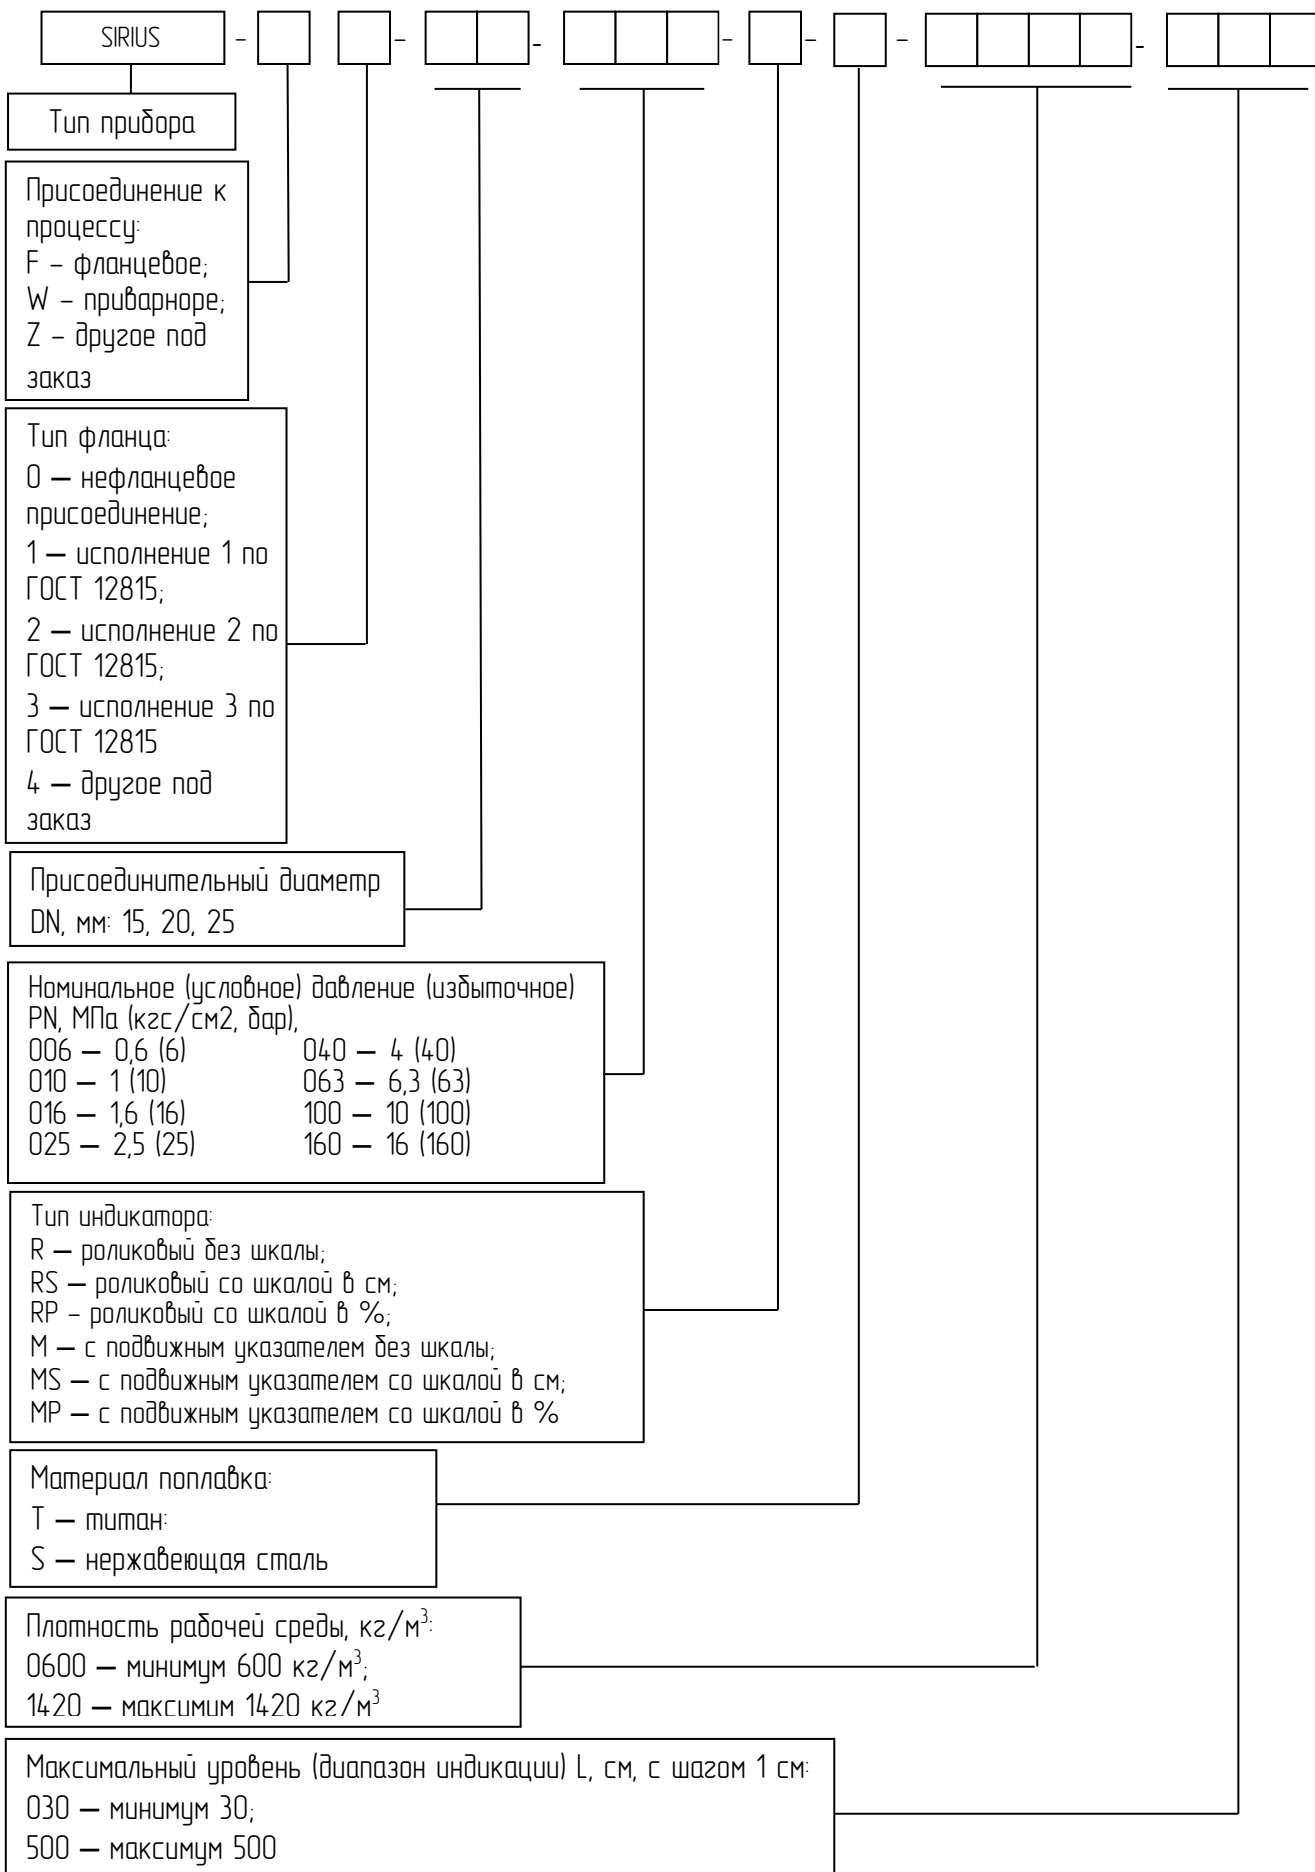 SIRIUS – – - – – – -
Тип прибора
Присоединение к
процессу:
F – фланцевое;
W – приварноре;
Z – другое под
заказ
Тип фланца:
0 — нефланцевое
присоединение;
1 — исполнение 1 по
ГОСТ 12815;
2 — исполнение 2 по
ГОСТ 12815;
3 — исполнение 3 по
ГОСТ 12815
4 — другое под
заказ
Присоединительный диаметр
DN, мм: 15, 20, 25
Номинальное (условное) давление (избыточное)
PN, МПа (кгс/см2, бар),
006 — 0,6 (6) 040 — 4 (40)
010 — 1 (10) 063 — 6,3 (63)
016 — 1,6 (16) 100 — 10 (100)
025 — 2,5 (25) 160 — 16 (160)
Тип индикатора:
R — роликовый без шкалы;
RS — роликовый со шкалой в см;
RP – роликовый со шкалой в %;
M — с подвижным указателем без шкалы;
MS — с подвижным указателем со шкалой в см;
MP — с подвижным указателем со шкалой в %
Материал поплавка:
T — титан:
S — нержавеющая сталь
Плотность рабочей среды, кг/м³:
0600 — минимум 600 кг/м³;
1420 — максимим 1420 кг/м³
Максимальный уровень (диапазон индикации) L, см, с шагом 1 см:
030 — минимум 30;
500 — максимум 500